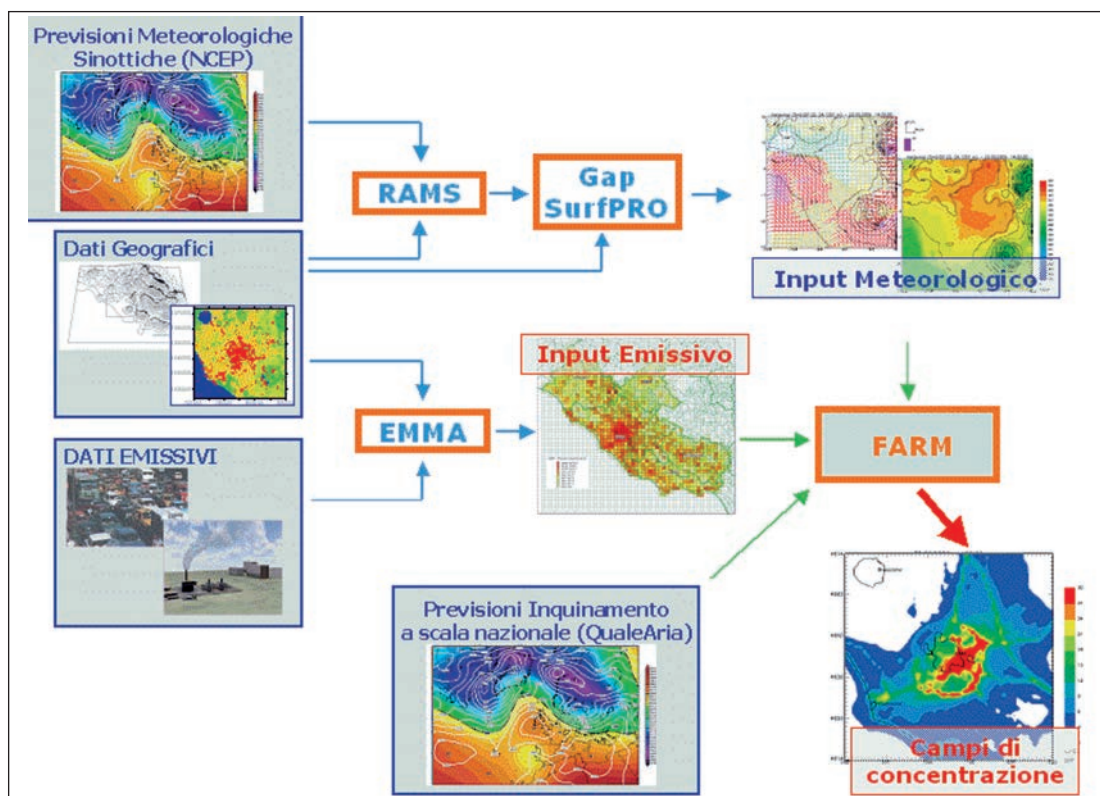 Previsioni Meteorologiche
Sinottiche (NCEP)
RAMS
Gap
SurfPRO
Input Meteorologico
Dati Geografici
Input Emissivo
EMMA
FARM
DATI EMISSIVI
Previsioni Inquinamento
a scala nazionale (QualeAria)
Campi di
concentrazione